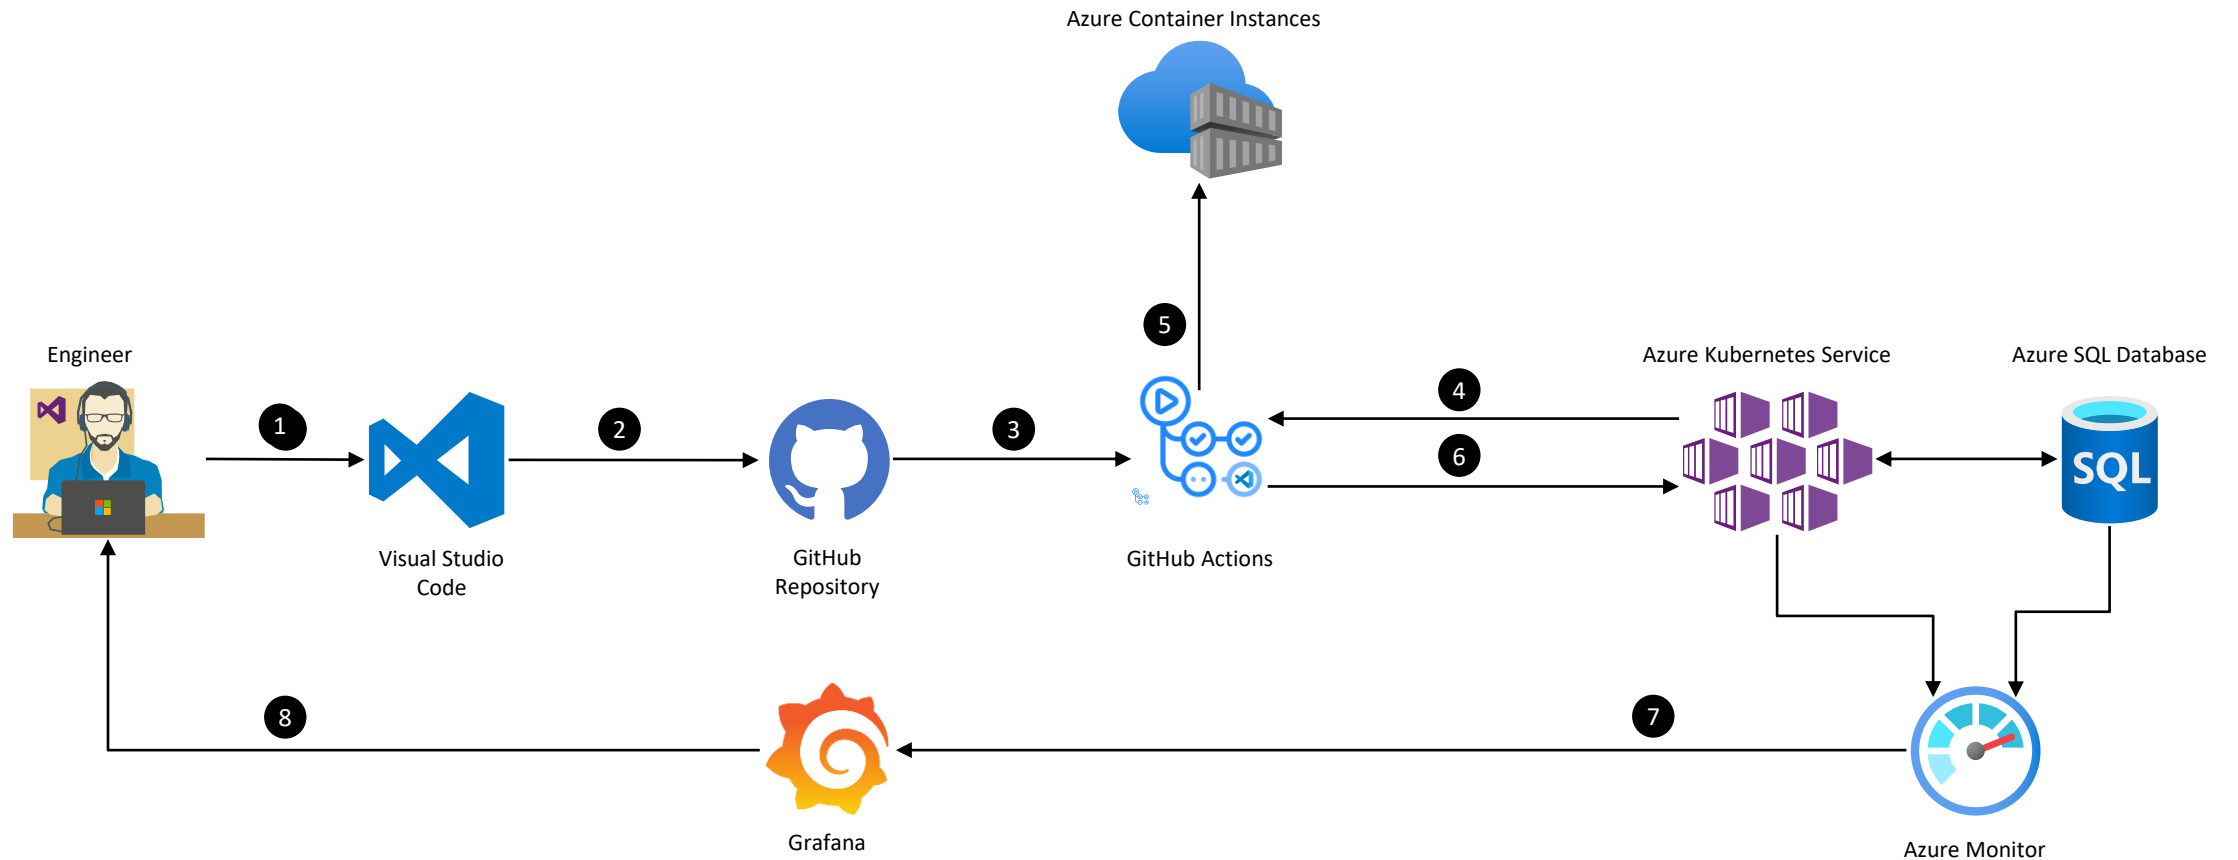 Azure Container Instances
5
Engineer
Azure Kubernetes Service
Azure SQL Database
1
2
3
4
6
SQL
Visual Studio
Code
GitHub
Repository
GitHub Actions
8
7
Grafana
Azure Monitor